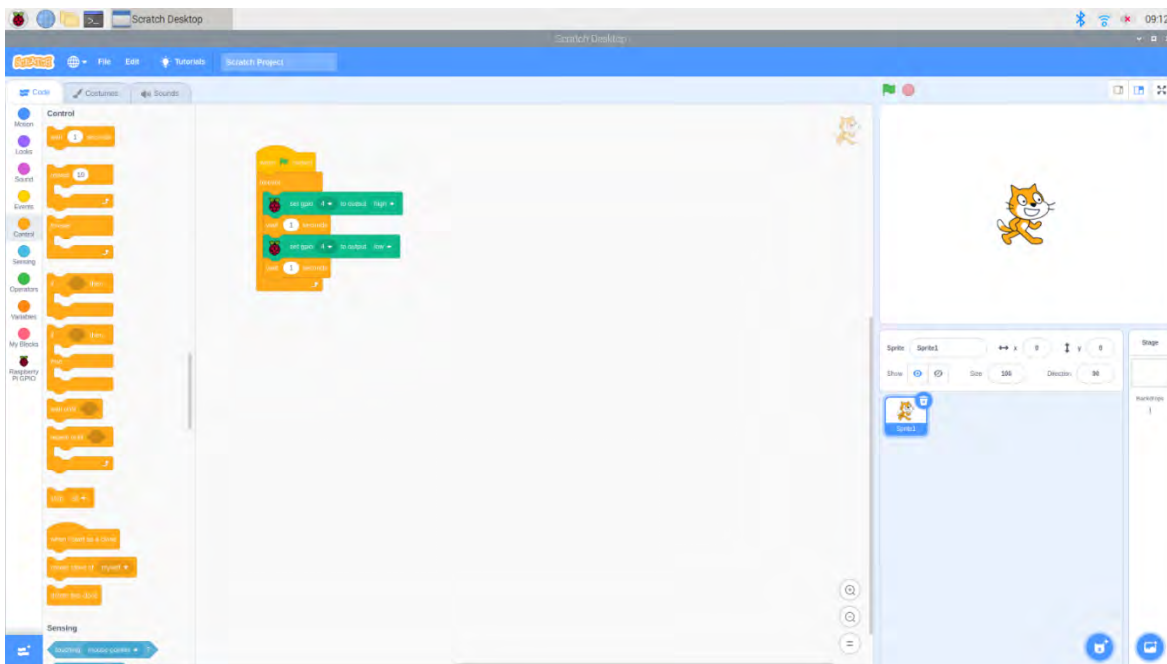 Scratch Desktop
09:12
Scratch Desktop
SCRATCH
File Edit Tutorials Scratch Project
Code Costumes Sounds
Motion
Looks
Sound
Events
Control
Sensing
Operators
Variables
My Blocks
Raspberry
Pi GPIO
Control
wait 1 seconds
repeat 10
forever
if then
if then
else
wait until
repeat until
stop all
when I start as a clone
create clone of myself
delete this clone
Sensing
touching mouse-pointer ?
when clicked
forever
set gpio 4 to output high
wait 1 seconds
set gpio 4 to output low
wait 1 seconds
Sprite Sprite1 x 0 y 0
Show Size 100 Direction 90
Sprite1
Stage
Backdrops
1